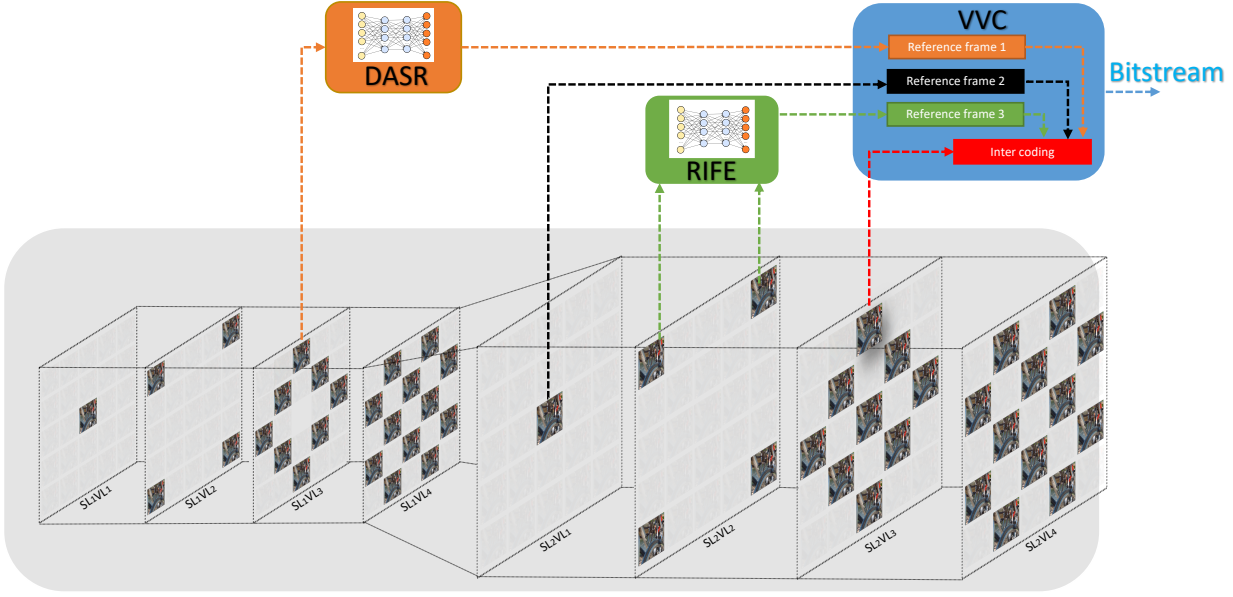 VVC
DASR
Reference frame 1
Reference frame 2
Reference frame 3
Inter coding
Bitstream
RIFE
SL1VL1
SL1VL2
SL1VL3
SL1VL4
SL2VL1
SL2VL2
SL2VL3
SL2VL4